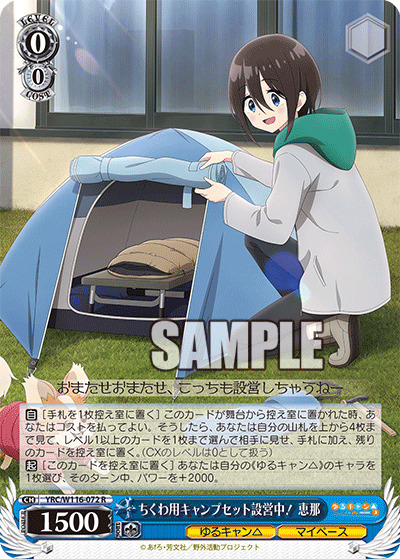 LEVEL
0
0
COST
SAMPLE
おまたせおまたせ、こっちも設営しちゃうねー
自 [手札を1枚控え室に置く] このカードが舞台から控え室に置かれた時、あ
なたはコストを払ってよい。そうしたら、あなたは自分の山札を上から4枚ま
で見て、レベル1以上のカードを1枚まで選んで相手に見せ、手札に加え、残り
のカードを控え室に置く。(CXのレベルは0として扱う)
起 [このカードを控え室に置く] あなたは自分の《ゆるキャン△》のキャラを1
枚選び、そのターン中、パワーを+2000。
CH YRC/W116-072 R
1500
ちくわ用キャンプセット設営中! 恵那
ゆるキャン△
マイペース
©あfろ・芳文社/野外活動プロジェクト